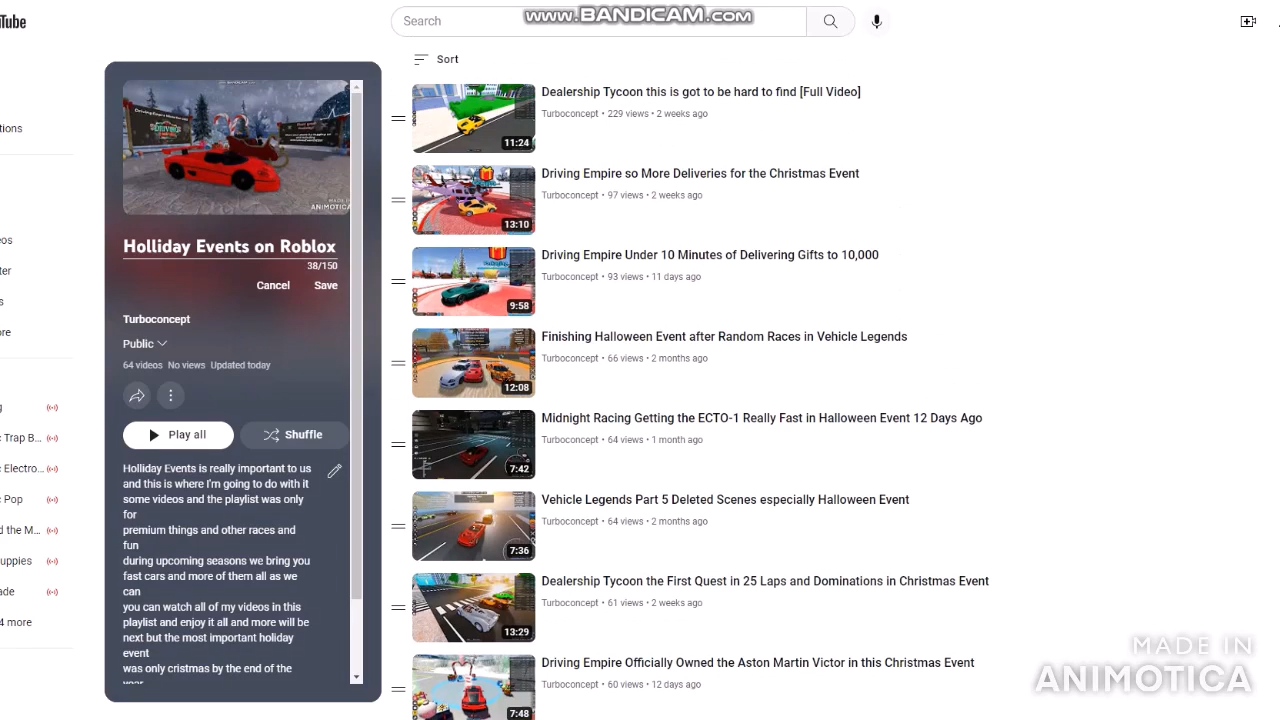 uTube
Search
www.BANDICAM.com
Sort
tions
eos
ter
s
ore
g
c Trap B...
c Electro...
c Pop
d the M...
uppies
ade
4 more
MADE IN
ANIMOTICA
Holliday Events on Roblox
38/150
Cancel Save
Turboconcept
Public
64 videos No views Updated today
Play all
Shuffle
Holliday Events is really important to us
and this is where I'm going to do with it
some videos and the playlist was only
for
premium things and other races and
fun
during upcoming seasons we bring you
fast cars and more of them all as we
can
you can watch all of my videos in this
playlist and enjoy it all and more will be
next but the most important holiday
event
was only cristmas by the end of the
year
Dealership Tycoon this is got to be hard to find [Full Video]
Turboconcept • 229 views • 2 weeks ago
11:24
Driving Empire so More Deliveries for the Christmas Event
Turboconcept • 97 views • 2 weeks ago
13:10
Driving Empire Under 10 Minutes of Delivering Gifts to 10,000
Turboconcept • 93 views • 11 days ago
9:58
Finishing Halloween Event after Random Races in Vehicle Legends
Turboconcept • 66 views • 2 months ago
12:08
Midnight Racing Getting the ECTO-1 Really Fast in Halloween Event 12 Days Ago
Turboconcept • 64 views • 1 month ago
7:42
Vehicle Legends Part 5 Deleted Scenes especially Halloween Event
Turboconcept • 64 views • 2 months ago
7:36
Dealership Tycoon the First Quest in 25 Laps and Dominations in Christmas Event
Turboconcept • 61 views • 2 weeks ago
13:29
Driving Empire Officially Owned the Aston Martin Victor in this Christmas Event
Turboconcept • 60 views • 12 days ago
7:48
MADE IN
ANIMOTICA